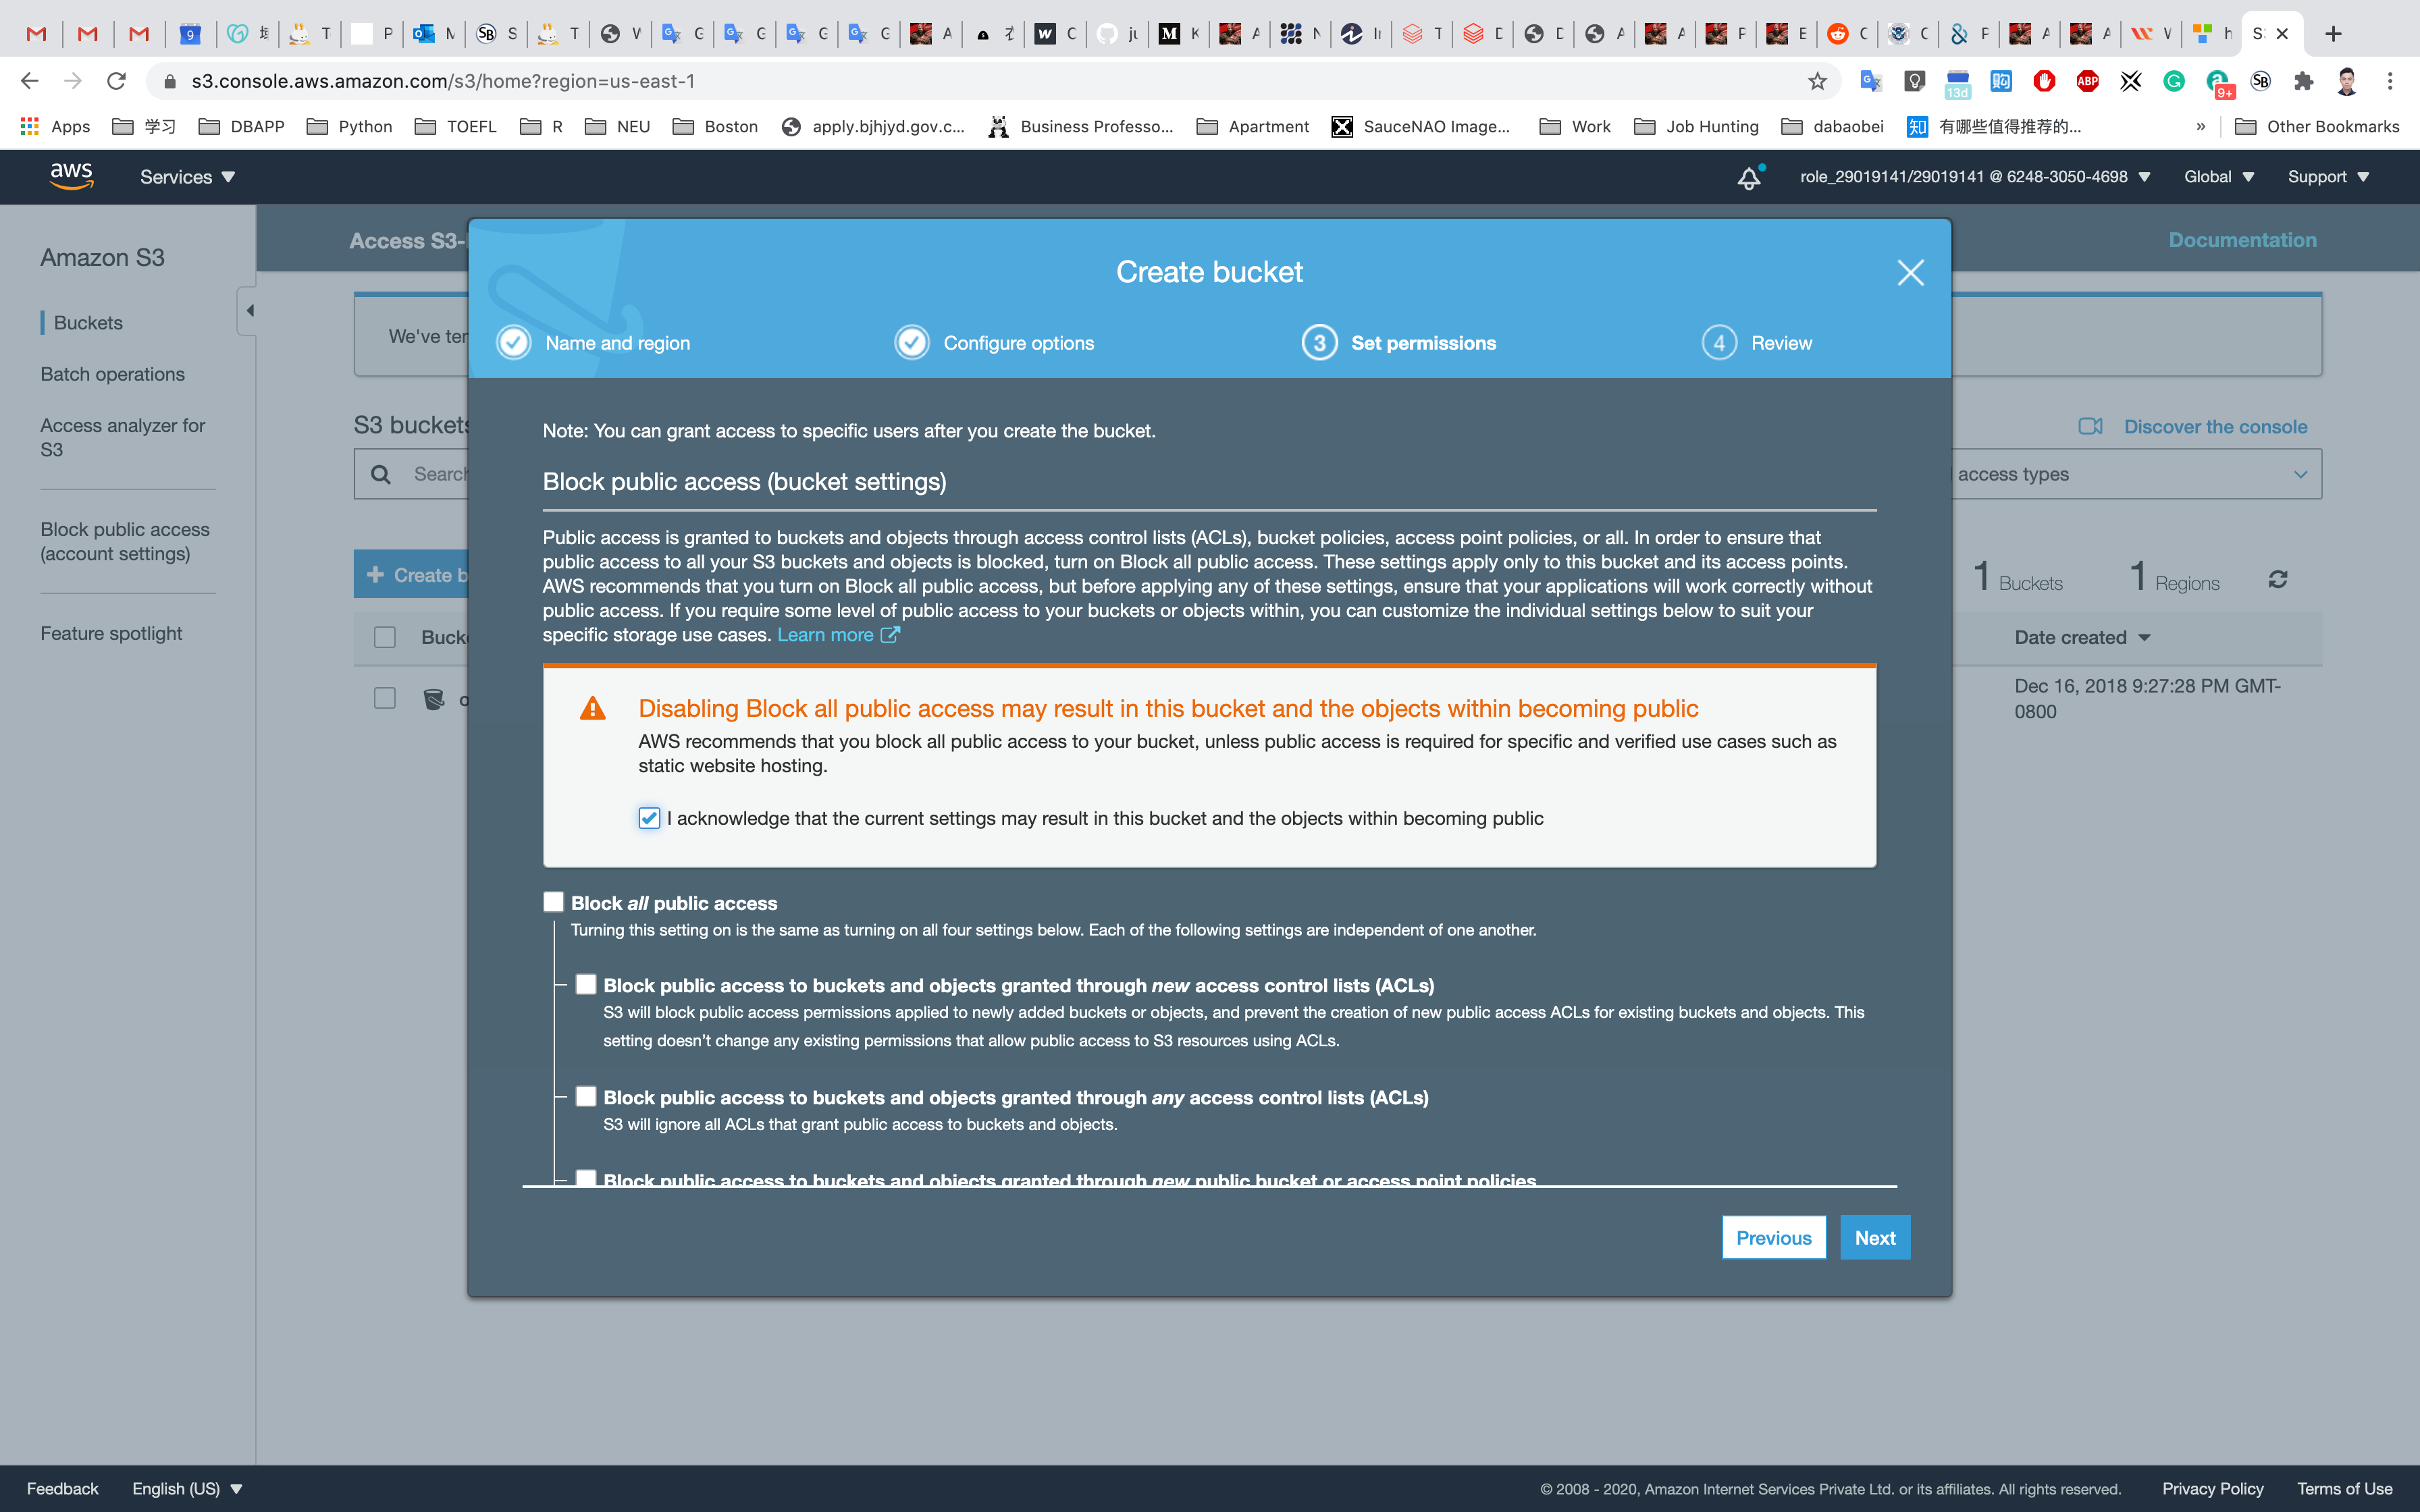 s3.console.aws.amazon.com/s3/home?region=us-east-1
Apps 学习 DBAPP Python TOEFL R NEU Boston apply.bjhjyd.gov.c... Business Professo... Apartment SauceNAO Image... Work Job Hunting dabaobei 有哪些值得推荐的... » Other Bookmarks
aws Services role_29019141/29019141 @ 6248-3050-4698 Global Support
Amazon S3
Buckets
Batch operations
Access analyzer for
S3
Block public access
(account settings)
Feature spotlight
Access S3-
Documentation
We've ter
S3 buckets
Discover the console
Search
access types
Create b
1 Buckets 1 Regions
Bucke
Date created
Dec 16, 2018 9:27:28 PM GMT-
0800
Create bucket
Name and region
Configure options
3 Set permissions
4 Review
Note: You can grant access to specific users after you create the bucket.
Block public access (bucket settings)
Public access is granted to buckets and objects through access control lists (ACLs), bucket policies, access point policies, or all. In order to ensure that
public access to all your S3 buckets and objects is blocked, turn on Block all public access. These settings apply only to this bucket and its access points.
AWS recommends that you turn on Block all public access, but before applying any of these settings, ensure that your applications will work correctly without
public access. If you require some level of public access to your buckets or objects within, you can customize the individual settings below to suit your
specific storage use cases. Learn more
Disabling Block all public access may result in this bucket and the objects within becoming public
AWS recommends that you block all public access to your bucket, unless public access is required for specific and verified use cases such as
static website hosting.
I acknowledge that the current settings may result in this bucket and the objects within becoming public
Block all public access
Turning this setting on is the same as turning on all four settings below. Each of the following settings are independent of one another.
Block public access to buckets and objects granted through new access control lists (ACLs)
S3 will block public access permissions applied to newly added buckets or objects, and prevent the creation of new public access ACLs for existing buckets and objects. This
setting doesn't change any existing permissions that allow public access to S3 resources using ACLs.
Block public access to buckets and objects granted through any access control lists (ACLs)
S3 will ignore all ACLs that grant public access to buckets and objects.
Block public access to buckets and objects granted through new public bucket or access point policies
Previous Next
Feedback English (US) © 2008 - 2020, Amazon Internet Services Private Ltd. or its affiliates. All rights reserved. Privacy Policy Terms of Use